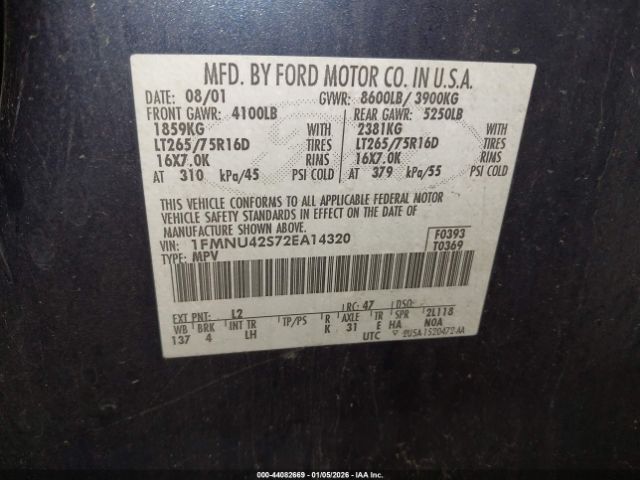 MFD. BY FORD MOTOR CO. IN U.S.A.
DATE: 08/01 GVWR: 8600LB/ 3900KG
FRONT GAWR: 4100LB REAR GAWR: 5250LB
1859KG WITH 2381KG WITH
LT265/75R16D TIRES LT265/75R16D TIRES
16X7.0K RIMS 16X7.0K RIMS
AT 310 kPa/45 PSI COLD AT 379 kPa/55 PSI COLD
THIS VEHICLE CONFORMS TO ALL APPLICABLE FEDERAL MOTOR
VEHICLE SAFETY STANDARDS IN EFFECT ON THE DATE OF
MANUFACTURE SHOWN ABOVE.
VIN: 1FMNU42S72EA14320 F0393
TYPE: MPV T0369
EXT PNT: L2 RC: 47 DSO:
WB BRK INT TR TP/PS R AXLE TR SPR 2L118
137 4 LH K 31 E HA N0A
UTC
000-44082669 | 01/05/2026 - IAA Inc.